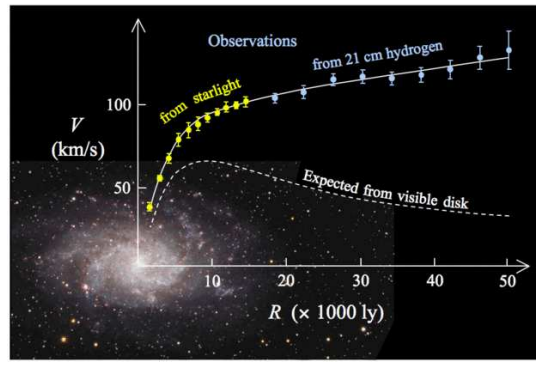 Observations
from 21 cm hydrogen
from starlight
100
V
(km/s)
50
Expected from visible disk
10
20
30
40
50
R (× 1000 ly)